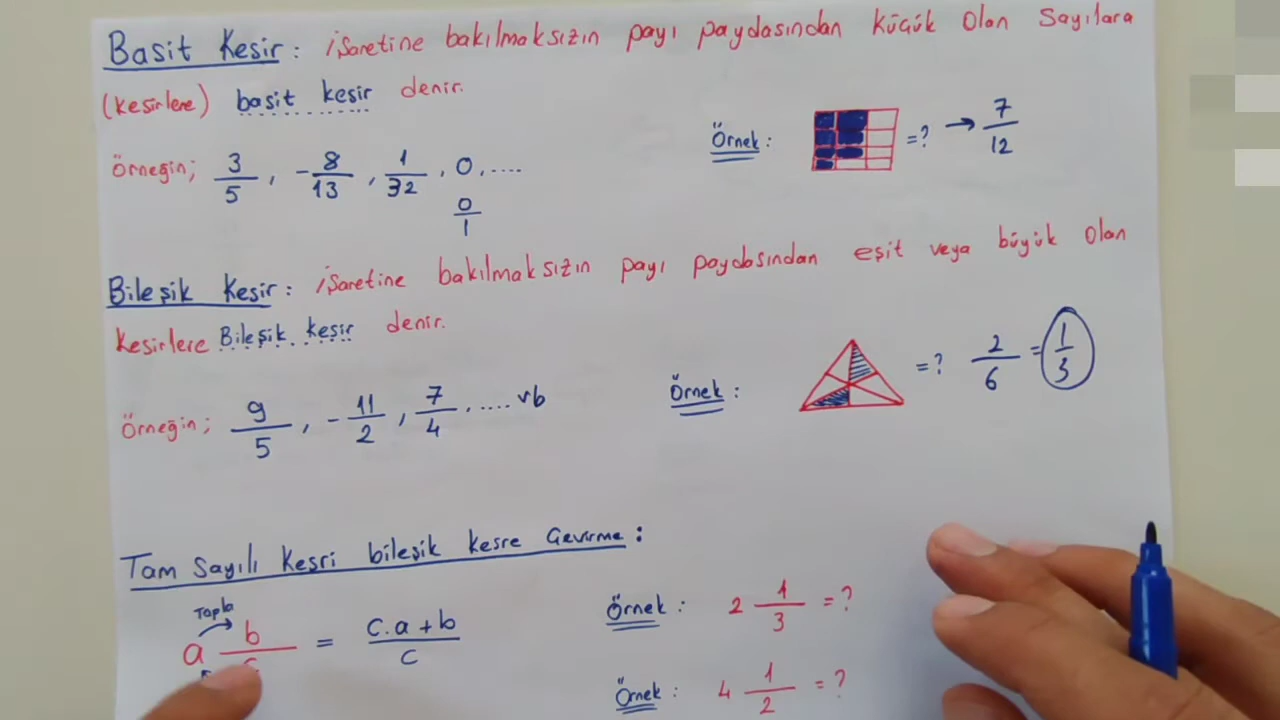 Basit Kesir : işaretine bakılmaksızın payı paydasından küçük olan sayılara
(kesirlere) basit kesir denir.
Örneğin; 3/5, -8/13, 1/32, 0, ....
0/1
Örnek : =? → 7/12
Bileşik Kesir : işaretine bakılmaksızın payı paydasından eşit veya büyük olan
kesirlere Bileşik kesir denir.
Örneğin; 9/5, -11/2, 7/4, .... vb
Örnek : =? 2/6 = 1/3
Tam Sayılı Kesri bileşik kesre Çevirme :
Topla
a b/c = c.a+b/c
Örnek : 2 1/3 = ?
Örnek : 4 1/2 = ?